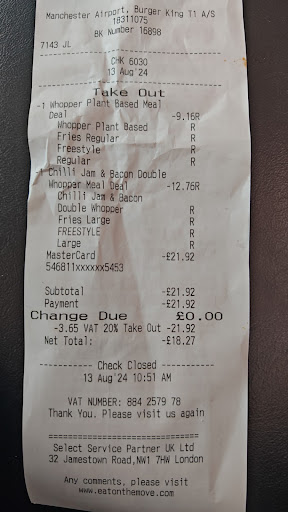 Manchester Airport, Burger King T1 A/S
18311075
BK Number 16898
7143 JL
CHK 6030
13 Aug'24
Take Out
-1 Whopper Plant Based Meal
Deal -9.16R
Whopper Plant Based R
Fries Regular R
Freestyle R
Regular R
-1 Chilli Jam & Bacon Double
Whopper Meal Deal -12.76R
Chilli Jam & Bacon
Double Whopper R
Fries Large R
FREESTYLE R
Large R
MasterCard -£21.92
546811xxxxxx5453
Subtotal -£21.92
Payment -£21.92
Change Due £0.00
-3.65 VAT 20% Take Out -21.92
Net Total: -£18.27
---------- Check Closed ----------
13 Aug'24 10:51 AM
VAT NUMBER: 884 2579 78
Thank You. Please visit us again
==========================
Select Service Partner UK Ltd
32 Jamestown Road,NW1 7HW London
Any comments, please visit
www.eatonthemove.com